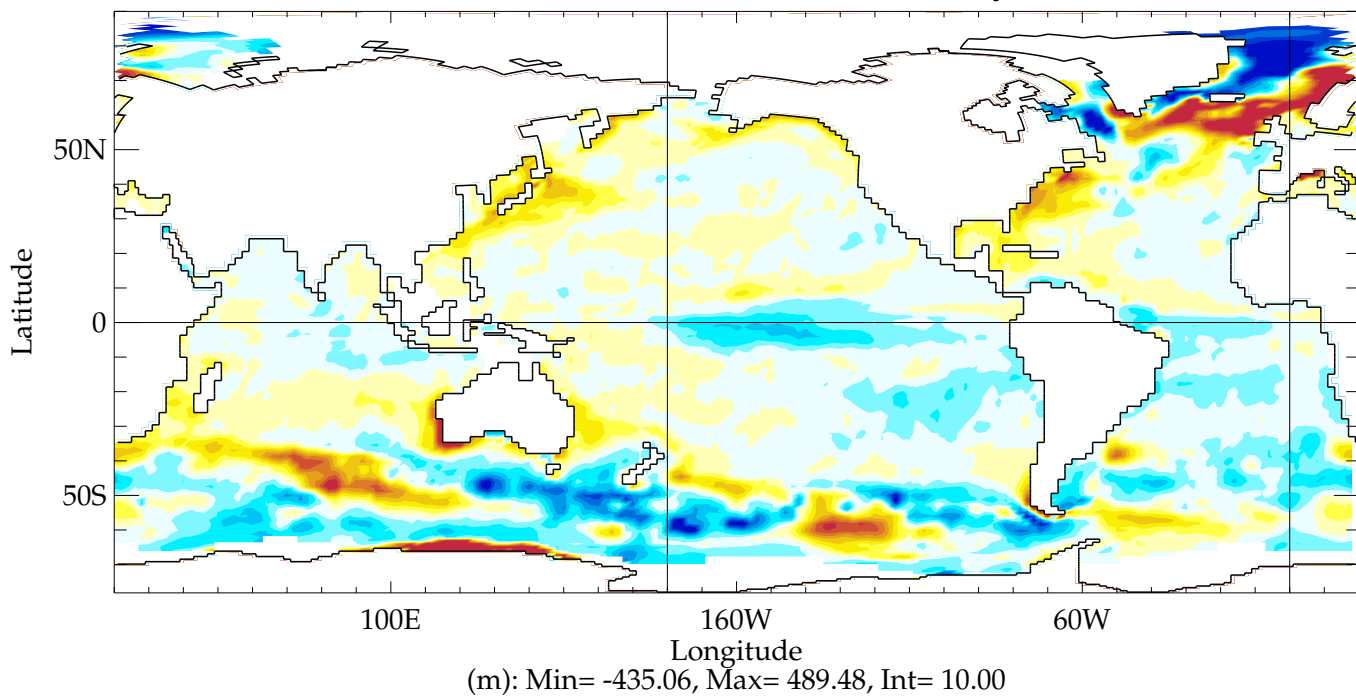 50N
0
50S
Latitude
100E
160W
60W
Longitude
(m): Min= -435.06, Max= 489.48, Int= 10.00